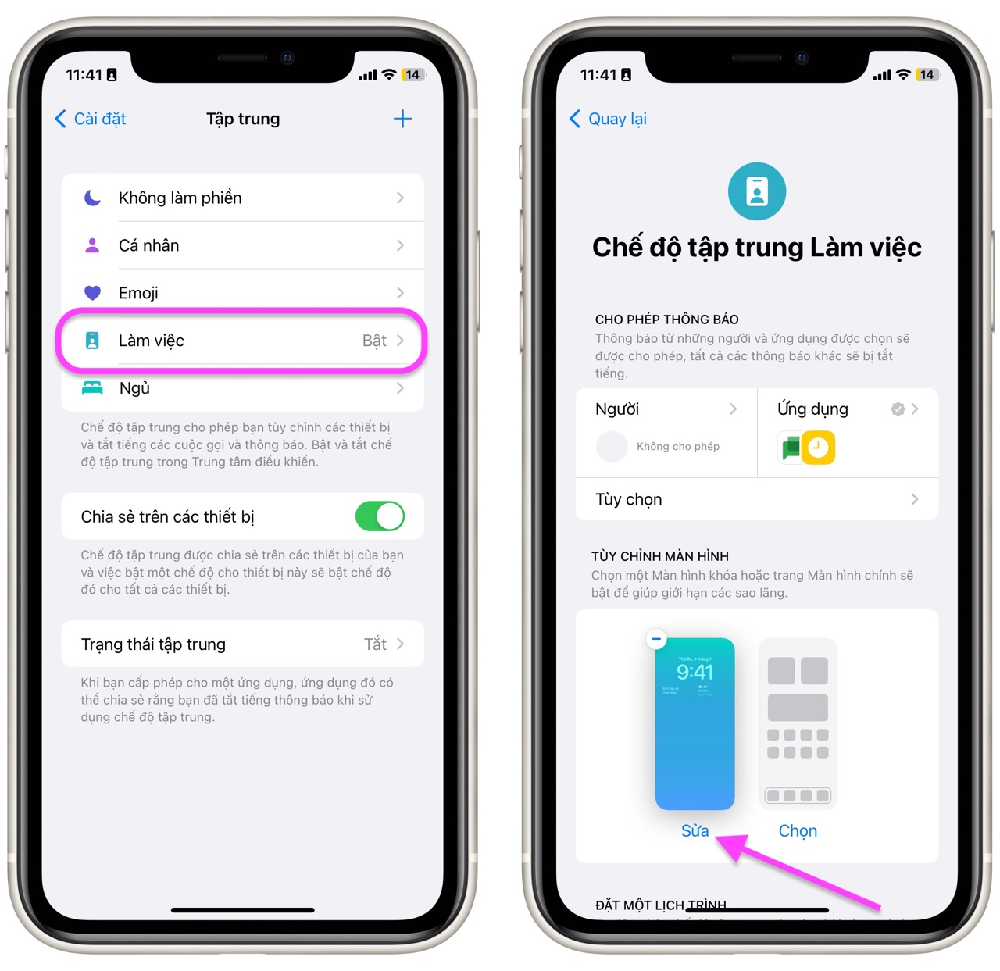 11:41
14
Cài đặt
Tập trung
Không làm phiền
Cá nhân
Emoji
Làm việc
Bật
Ngủ
Chế độ tập trung cho phép bạn tùy chỉnh các thiết bị
và tắt tiếng các cuộc gọi và thông báo. Bật và tắt chế
độ tập trung trong Trung tâm điều khiển.
Chia sẻ trên các thiết bị
Chế độ tập trung được chia sẻ trên các thiết bị của bạn
và việc bật một chế độ cho thiết bị này sẽ bật chế độ
đó cho tất cả các thiết bị.
Trạng thái tập trung
Tắt
Khi bạn cấp phép cho một ứng dụng, ứng dụng đó có
thể chia sẻ rằng bạn đã tắt tiếng thông báo khi sử
dụng chế độ tập trung.
11:41
14
Quay lại
Chế độ tập trung Làm việc
CHO PHÉP THÔNG BÁO
Thông báo từ những người và ứng dụng được chọn sẽ
được cho phép, tất cả các thông báo khác sẽ bị tắt
tiếng.
Người
Không cho phép
Ứng dụng
Tùy chọn
TÙY CHỈNH MÀN HÌNH
Chọn một Màn hình khóa hoặc trang Màn hình chính sẽ
bật để giúp giới hạn các sao lãng.
9:41
Sửa
Chọn
ĐẶT MỘT LỊCH TRÌNH